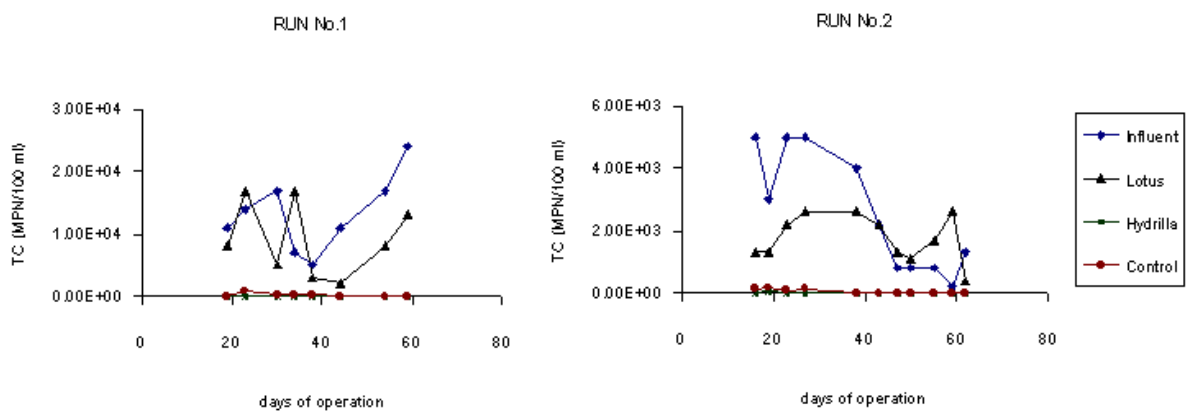 RUN No.1
TC (MPN/100 ml)
3.00E+04
2.00E+04
1.00E+04
0.00E+00
0 20 40 60 80
days of operation
RUN No.2
TC (MPN/100 ml)
6.00E+03
4.00E+03
2.00E+03
0.00E+00
0 20 40 60 80
days of operation
Influent
Lotus
Hydrilla
Control